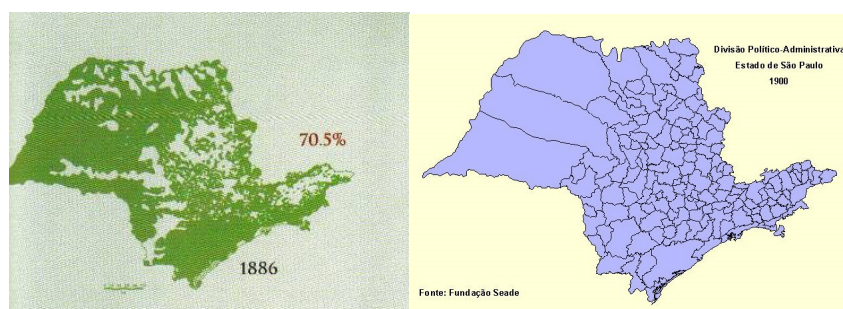 70.5%
1886
Divisão Político-Administrativa
Estado de São Paulo
1900
Fonte: Fundação Seade